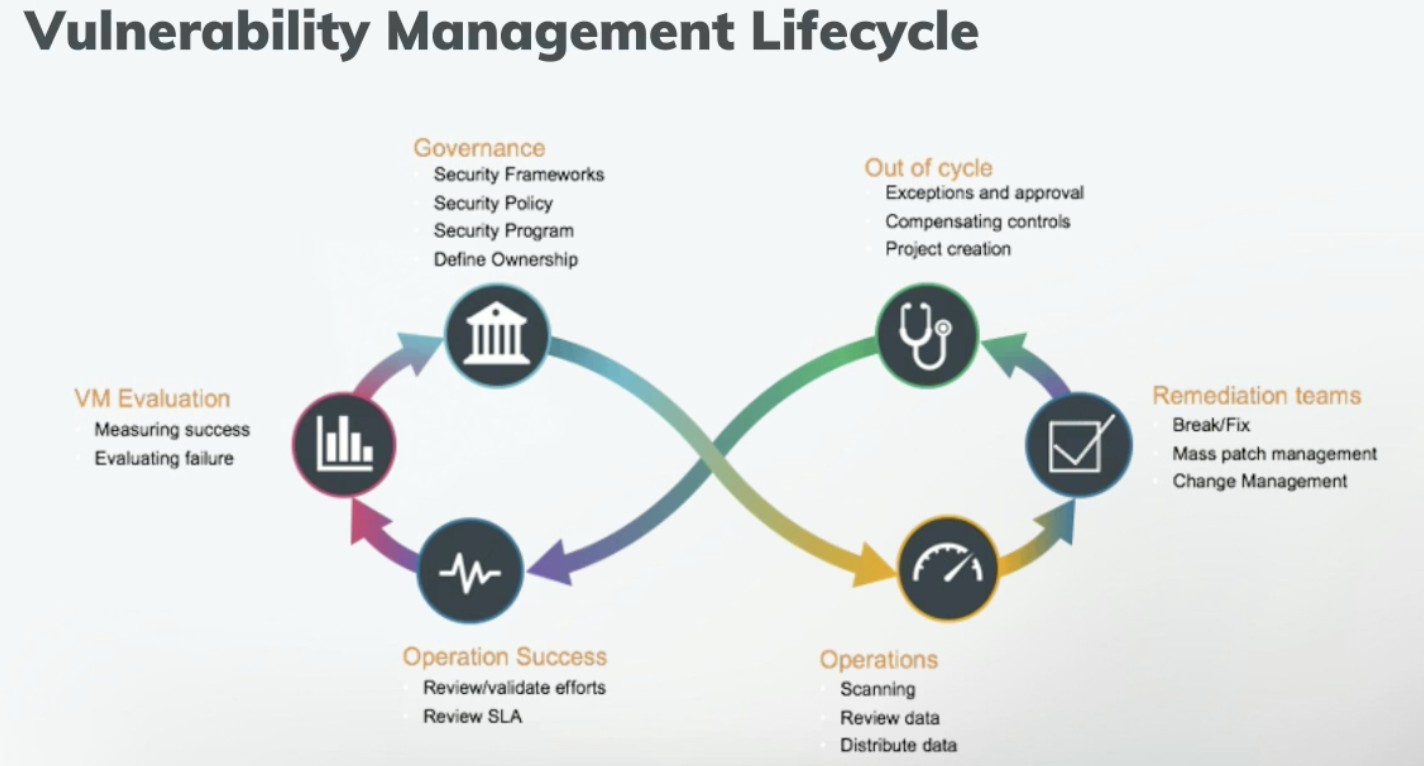 Vulnerability Management Lifecycle
Governance
Security Frameworks
Security Policy
Security Program
Define Ownership
Out of cycle
Exceptions and approval
Compensating controls
Project creation
VM Evaluation
Measuring success
Evaluating failure
Remediation teams
Break/Fix
Mass patch management
Change Management
Operation Success
Review/validate efforts
Review SLA
Operations
Scanning
Review data
Distribute data